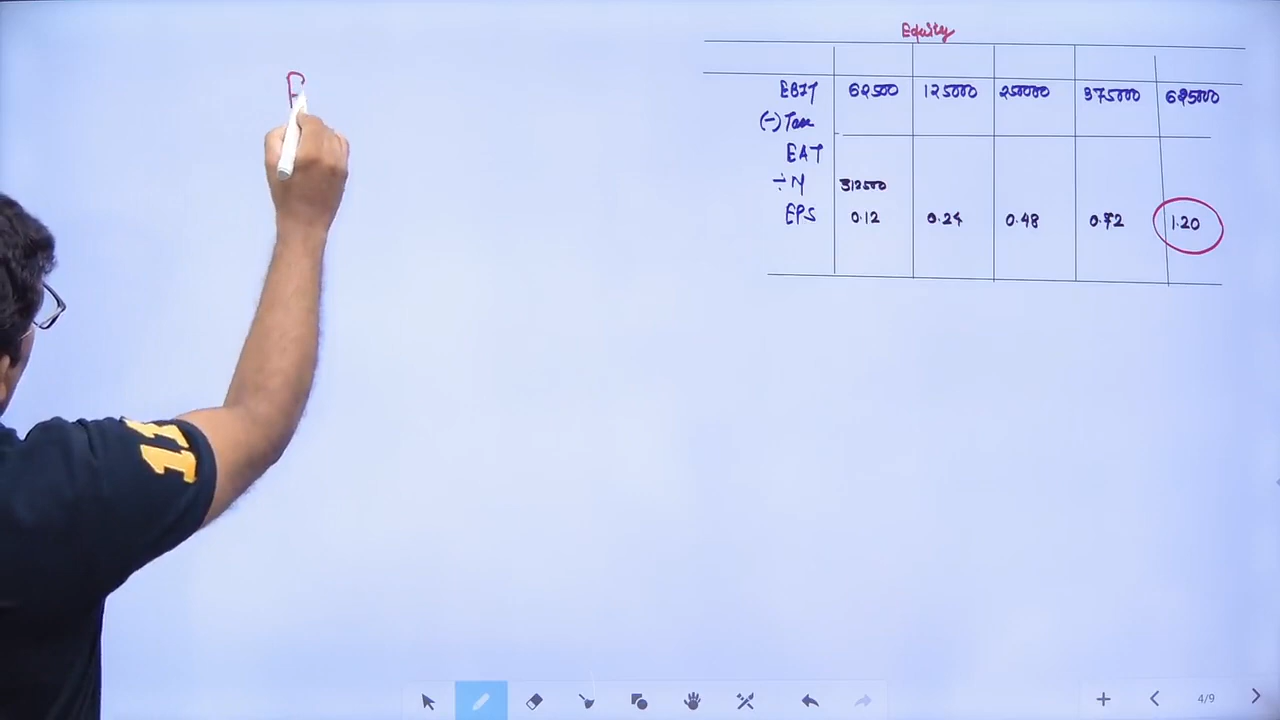 Equity
EBIT 62500 125000 250000 375000 625000
(-) Tax
EAT
÷ N 312500
EPS 0.12 0.24 0.48 0.72 1.20
11
4/9